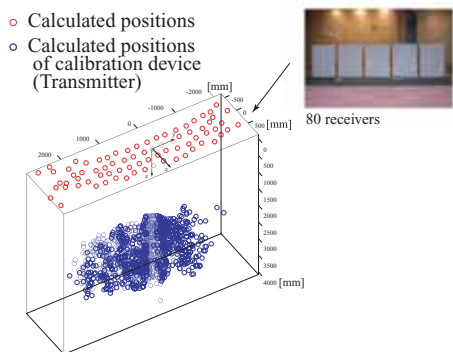 Calculated positions
Calculated positions
of calibration device
(Transmitter)
80 receivers
[mm]
-2000
-1000
0
1000
2000
-500
0
500
[mm]
0
500
1000
1500
2000
2500
3000
3500
4000
[mm]
z
x